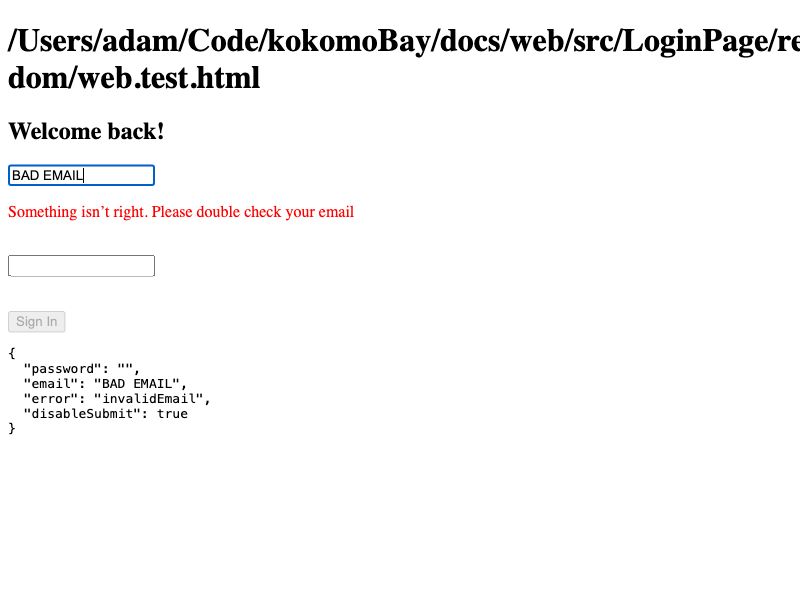 /Users/adam/Code/kokomoBay/docs/web/src/LoginPage/re
dom/web.test.html
Welcome back!
BAD EMAIL
Something isn’t right. Please double check your email
Sign In
{
"password": "",
"email": "BAD EMAIL",
"error": "invalidEmail",
"disableSubmit": true
}